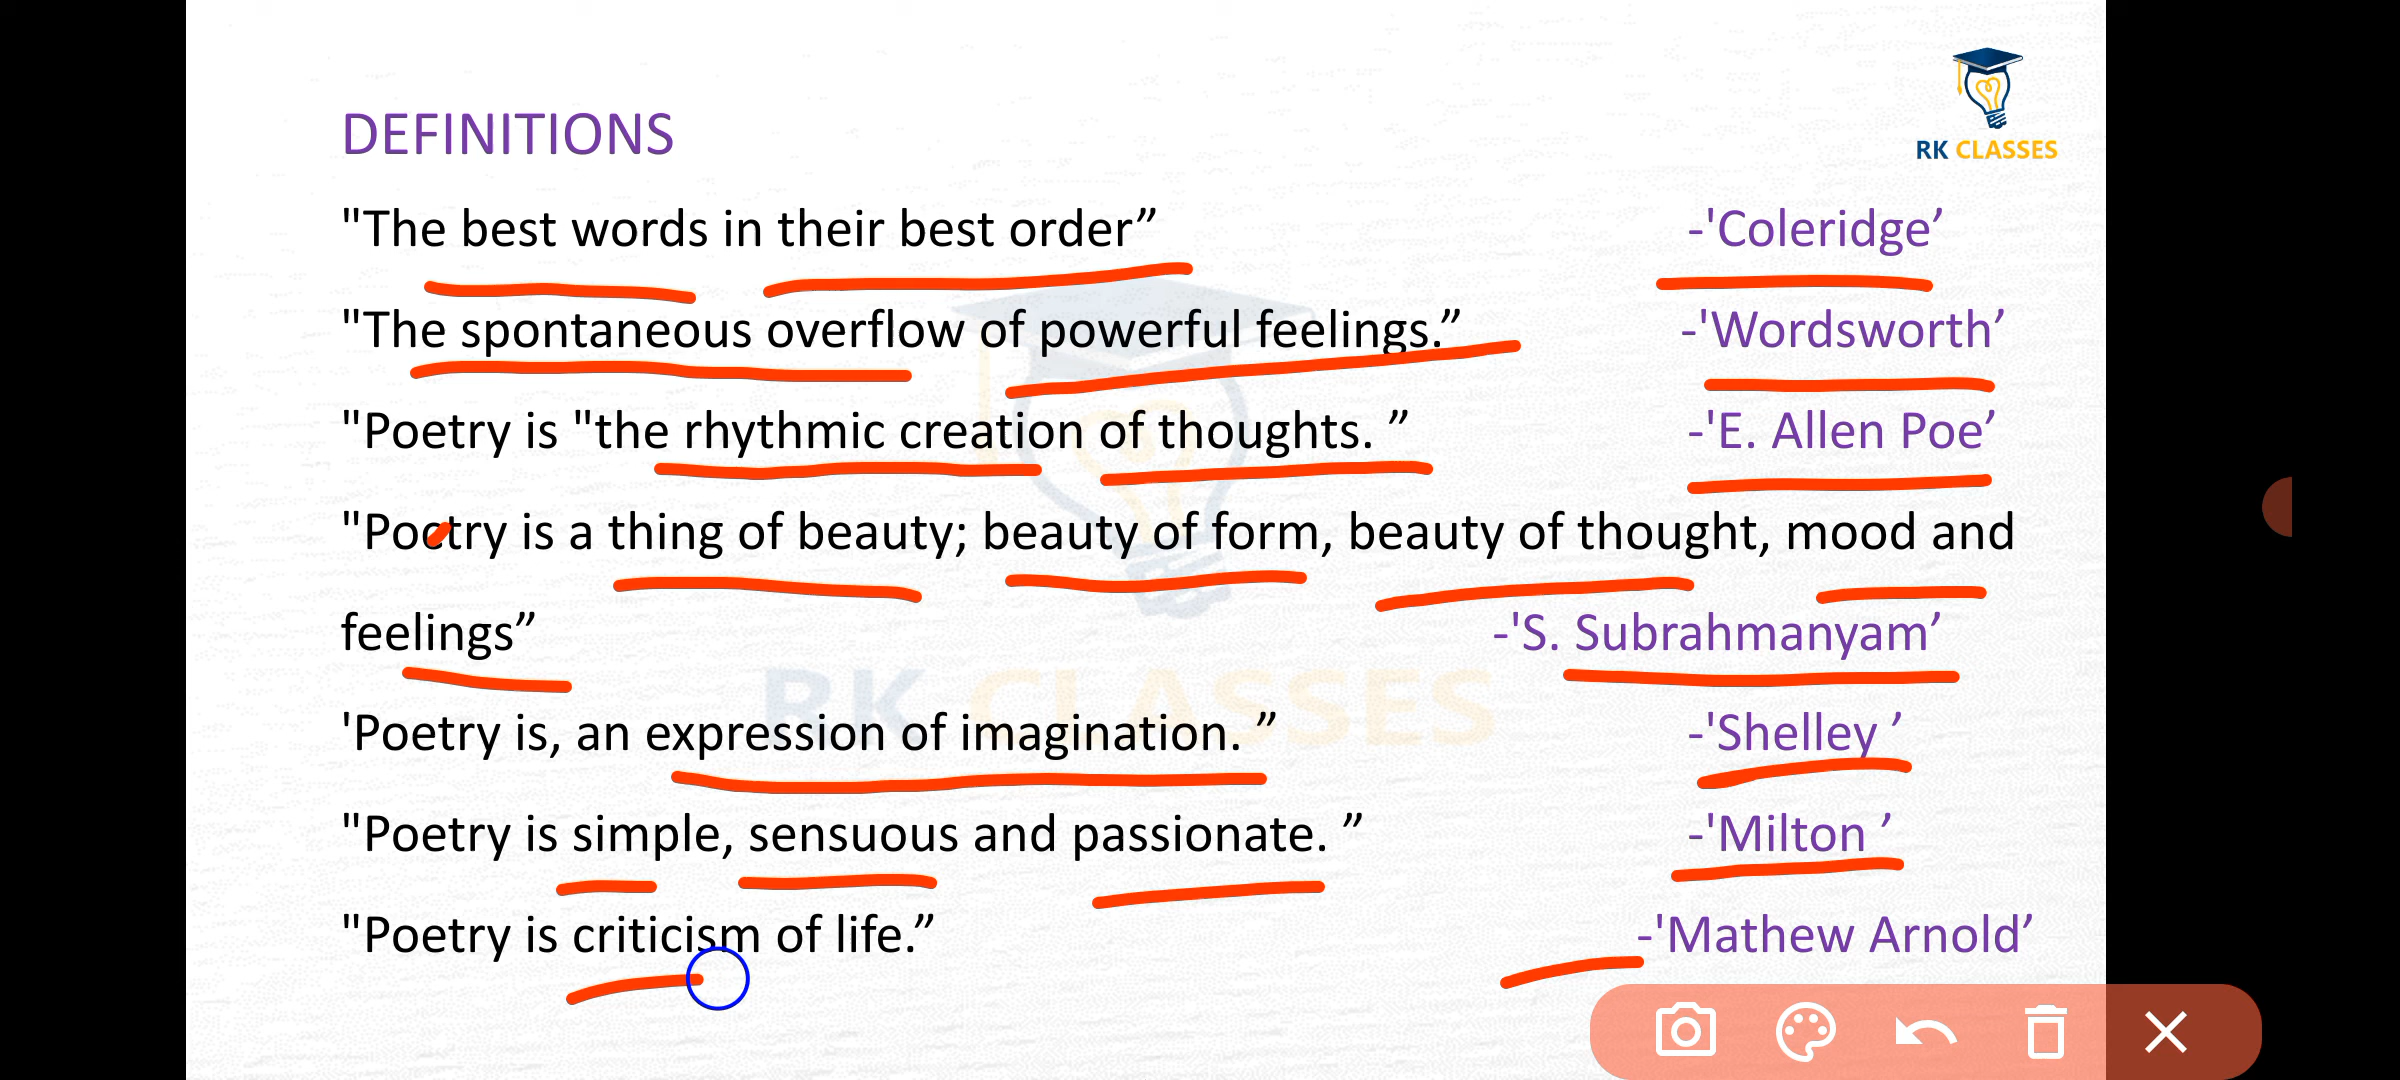 RK CLASSES
DEFINITIONS
"The best words in their best order” -'Coleridge’
"The spontaneous overflow of powerful feelings.” -'Wordsworth’
"Poetry is "the rhythmic creation of thoughts. ” -'E. Allen Poe’
"Poetry is a thing of beauty; beauty of form, beauty of thought, mood and
feelings” -'S. Subrahmanyam’
RK CLASSES
'Poetry is, an expression of imagination. ” -'Shelley ’
"Poetry is simple, sensuous and passionate. ” -'Milton ’
"Poetry is criticism of life.” -'Mathew Arnold’